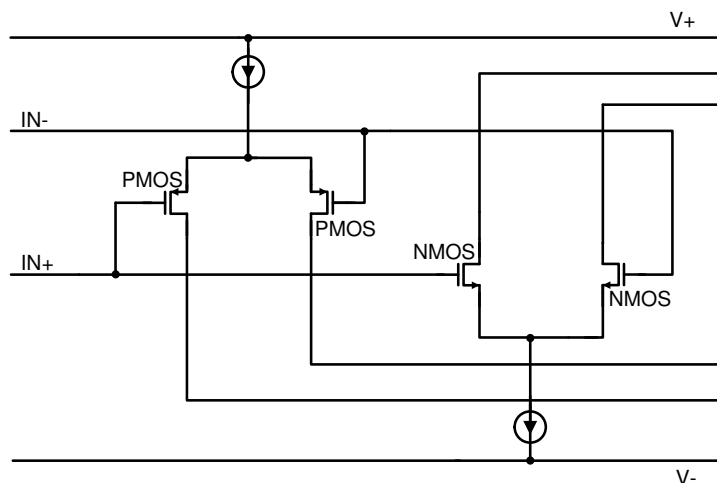 V+
IN-
PMOS
PMOS
NMOS
IN+
NMOS
V-